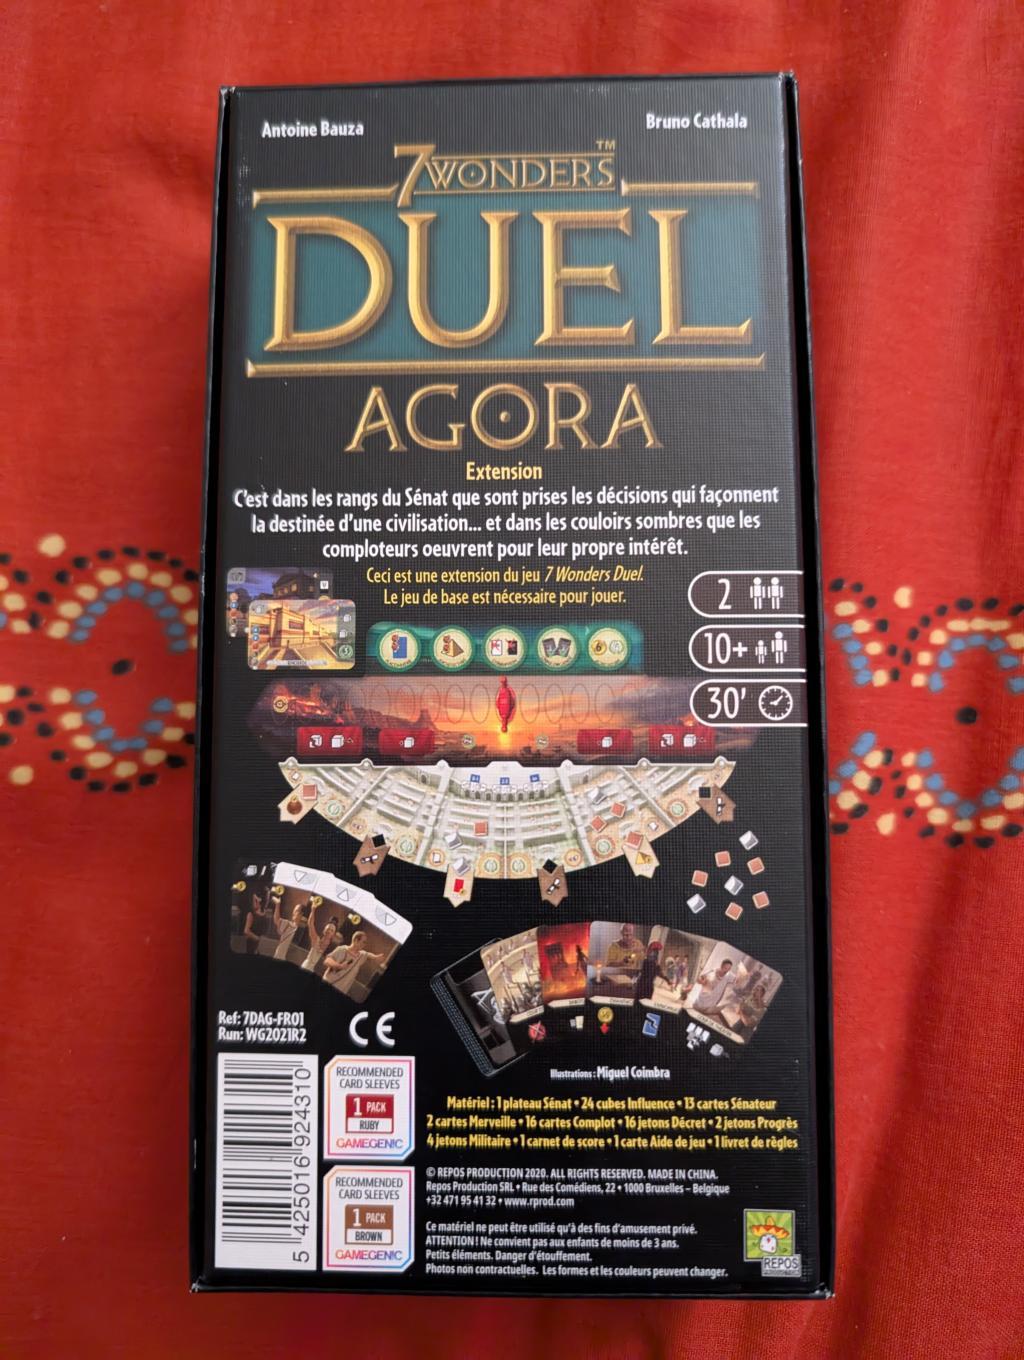 Antoine Bauza
Bruno Cathala
7 WONDERS™
DUEL
AGORA
Extension
C'est dans les rangs du Sénat que sont prises les décisions qui façonnent
la destinée d'une civilisation... et dans les couloirs sombres que les
comploteurs oeuvrent pour leur propre intérêt.
Ceci est une extension du jeu 7 Wonders Duel.
Le jeu de base est nécessaire pour jouer.
2
10+
30'
Ref: 7DAG-FR01
Run: WG2021R2
CE
Illustrations : Miguel Coimbra
5 425016 924310
RECOMMENDED
CARD SLEEVES
1 PACK
RUBY
GAMEGENIC
RECOMMENDED
CARD SLEEVES
1 PACK
BROWN
GAMEGENIC
Matériel : 1 plateau Sénat • 24 cubes Influence • 13 cartes Sénateur
2 cartes Merveille • 16 cartes Complot • 16 jetons Décret • 2 jetons Progrès
4 jetons Militaire • 1 carnet de score • 1 carte Aide de jeu • 1 livret de règles
© REPOS PRODUCTION 2020. ALL RIGHTS RESERVED. MADE IN CHINA.
Repos Production SRL • Rue des Comédiens, 22 • 1000 Bruxelles – Belgique
+32 471 95 41 32 • www.rprod.com
Ce matériel ne peut être utilisé qu'à des fins d'amusement privé.
ATTENTION! Ne convient pas aux enfants de moins de 3 ans.
Petits éléments. Danger d'étouffement.
Photos non contractuelles. Les formes et les couleurs peuvent changer.
REPOS